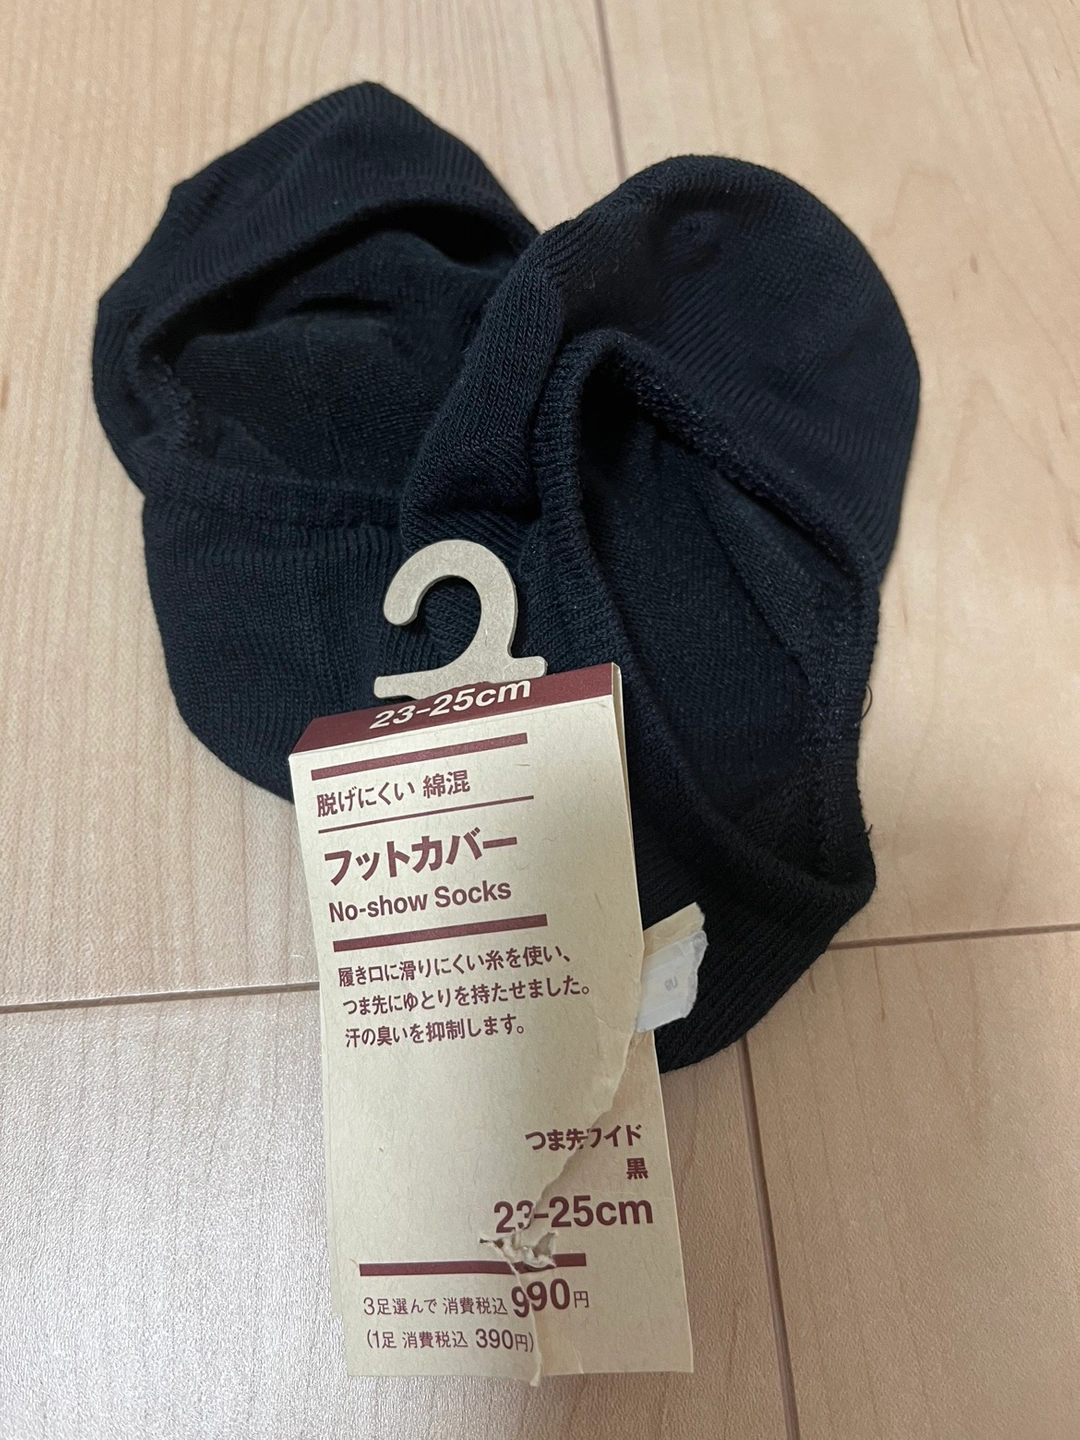 23-25cm
脱げにくい 綿混
フットカバー
No-show Socks
履き口に滑りにくい糸を使い、
つま先にゆとりを持たせました。
汗の臭いを抑制します。
つま先ワイド
黒
23-25cm
3足選んで 消費税込 990円
(1足 消費税込 390円)